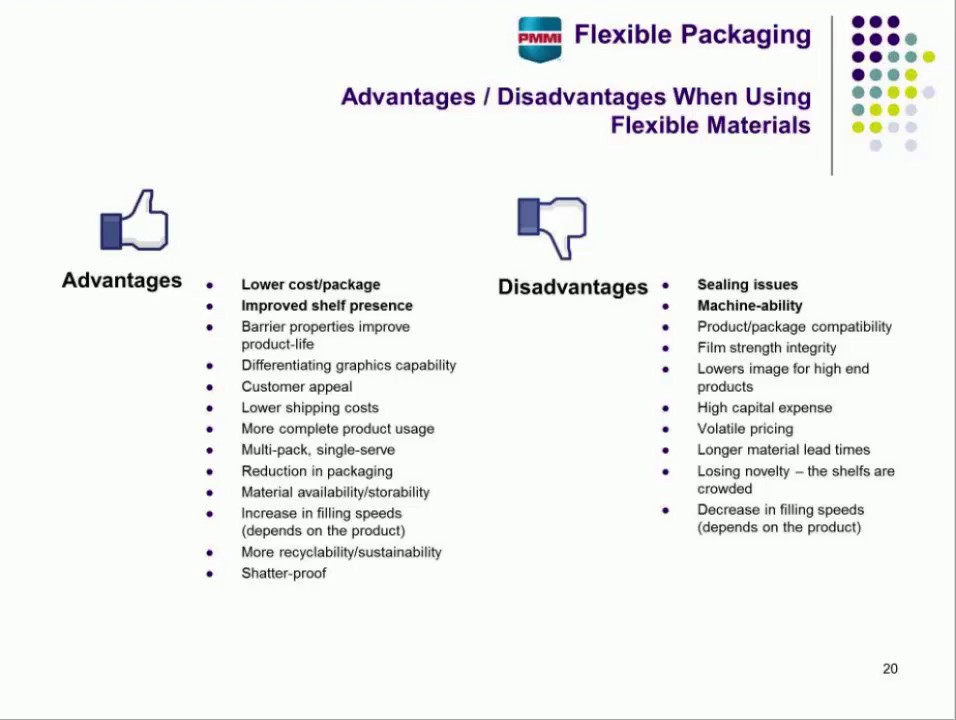 PMMI
Flexible Packaging
Advantages / Disadvantages When Using
Flexible Materials
Advantages
• Lower cost/package
• Improved shelf presence
• Barrier properties improve
product-life
• Differentiating graphics capability
• Customer appeal
• Lower shipping costs
• More complete product usage
• Multi-pack, single-serve
• Reduction in packaging
• Material availability/storability
• Increase in filling speeds
(depends on the product)
• More recyclability/sustainability
• Shatter-proof
Disadvantages
• Sealing issues
• Machine-ability
• Product/package compatibility
• Film strength integrity
• Lowers image for high end
products
• High capital expense
• Volatile pricing
• Longer material lead times
• Losing novelty – the shelfs are
crowded
• Decrease in filling speeds
(depends on the product)
20